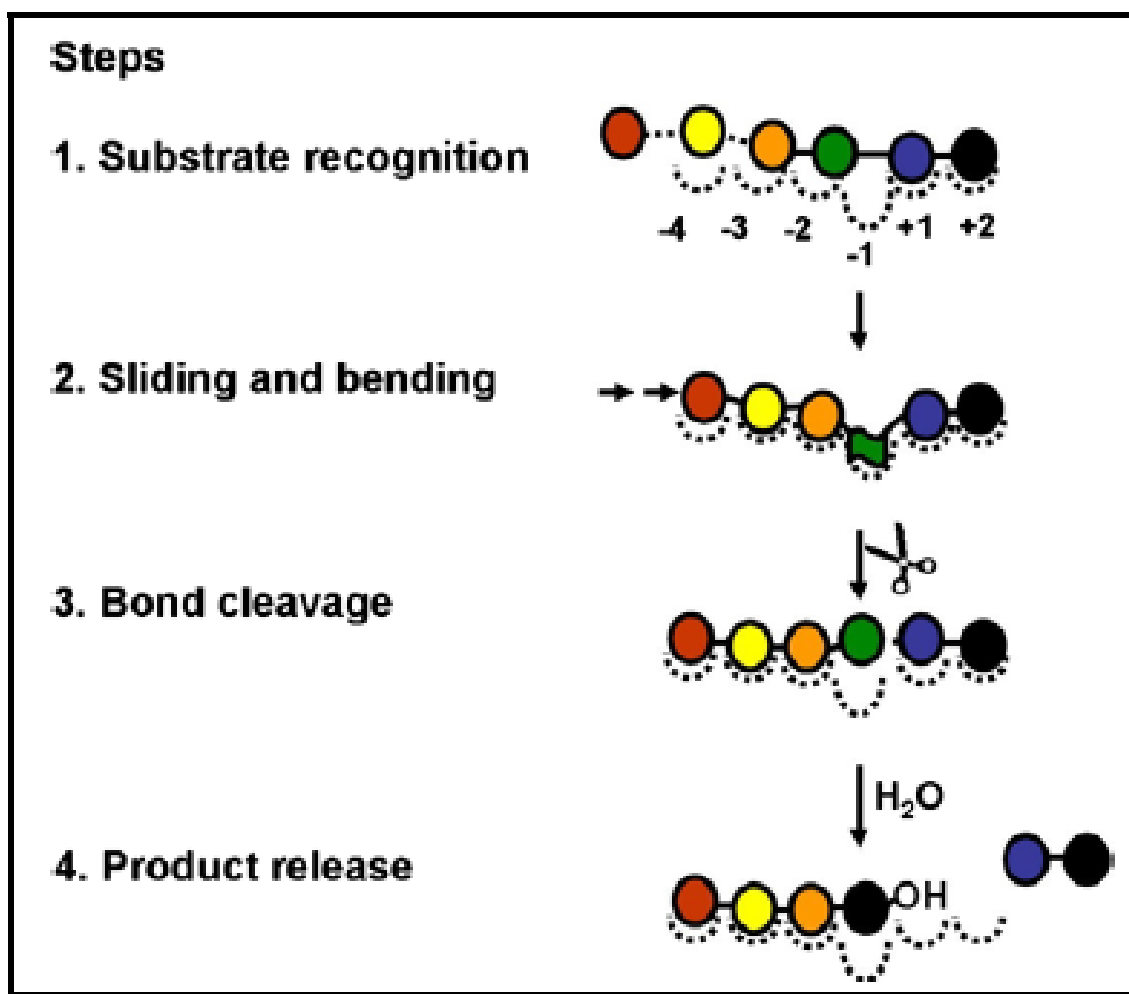 Steps
1. Substrate recognition
-4 -3 -2 -1 +1 +2
2. Sliding and bending
3. Bond cleavage
H₂O
4. Product release
OH